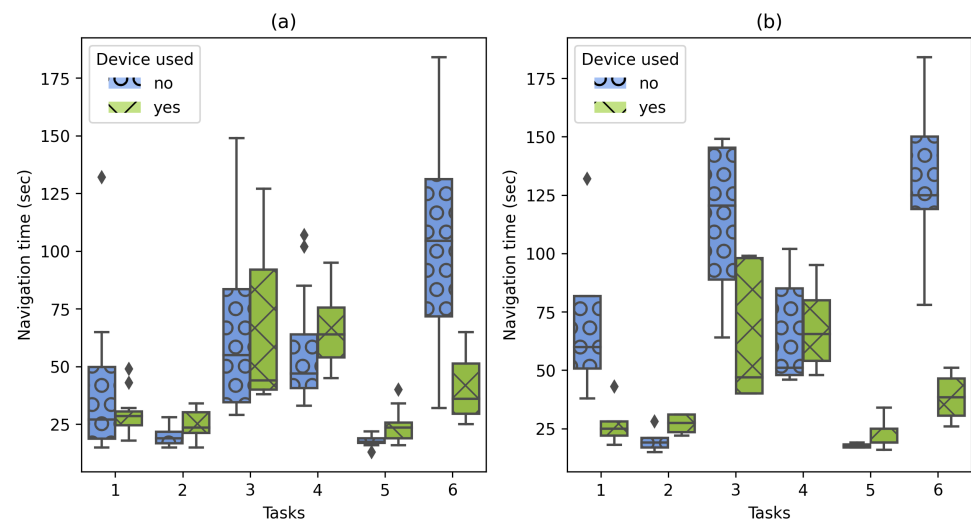 (a)
Device used
no
yes
Navigation time (sec)
175
150
125
100
75
50
25
1 2 3 4 5 6
Tasks
(b)
Device used
no
yes
Navigation time (sec)
175
150
125
100
75
50
25
1 2 3 4 5 6
Tasks